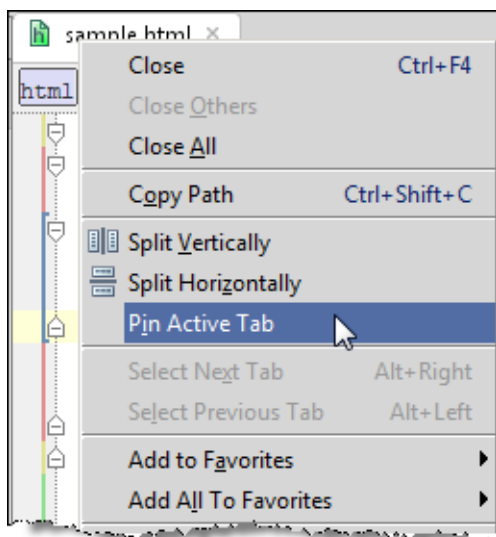 sample.html
html
Close Ctrl+F4
Close Others
Close All
Copy Path Ctrl+Shift+C
Split Vertically
Split Horizontally
Pin Active Tab
Select Next Tab Alt+Right
Select Previous Tab Alt+Left
Add to Favorites
Add All To Favorites